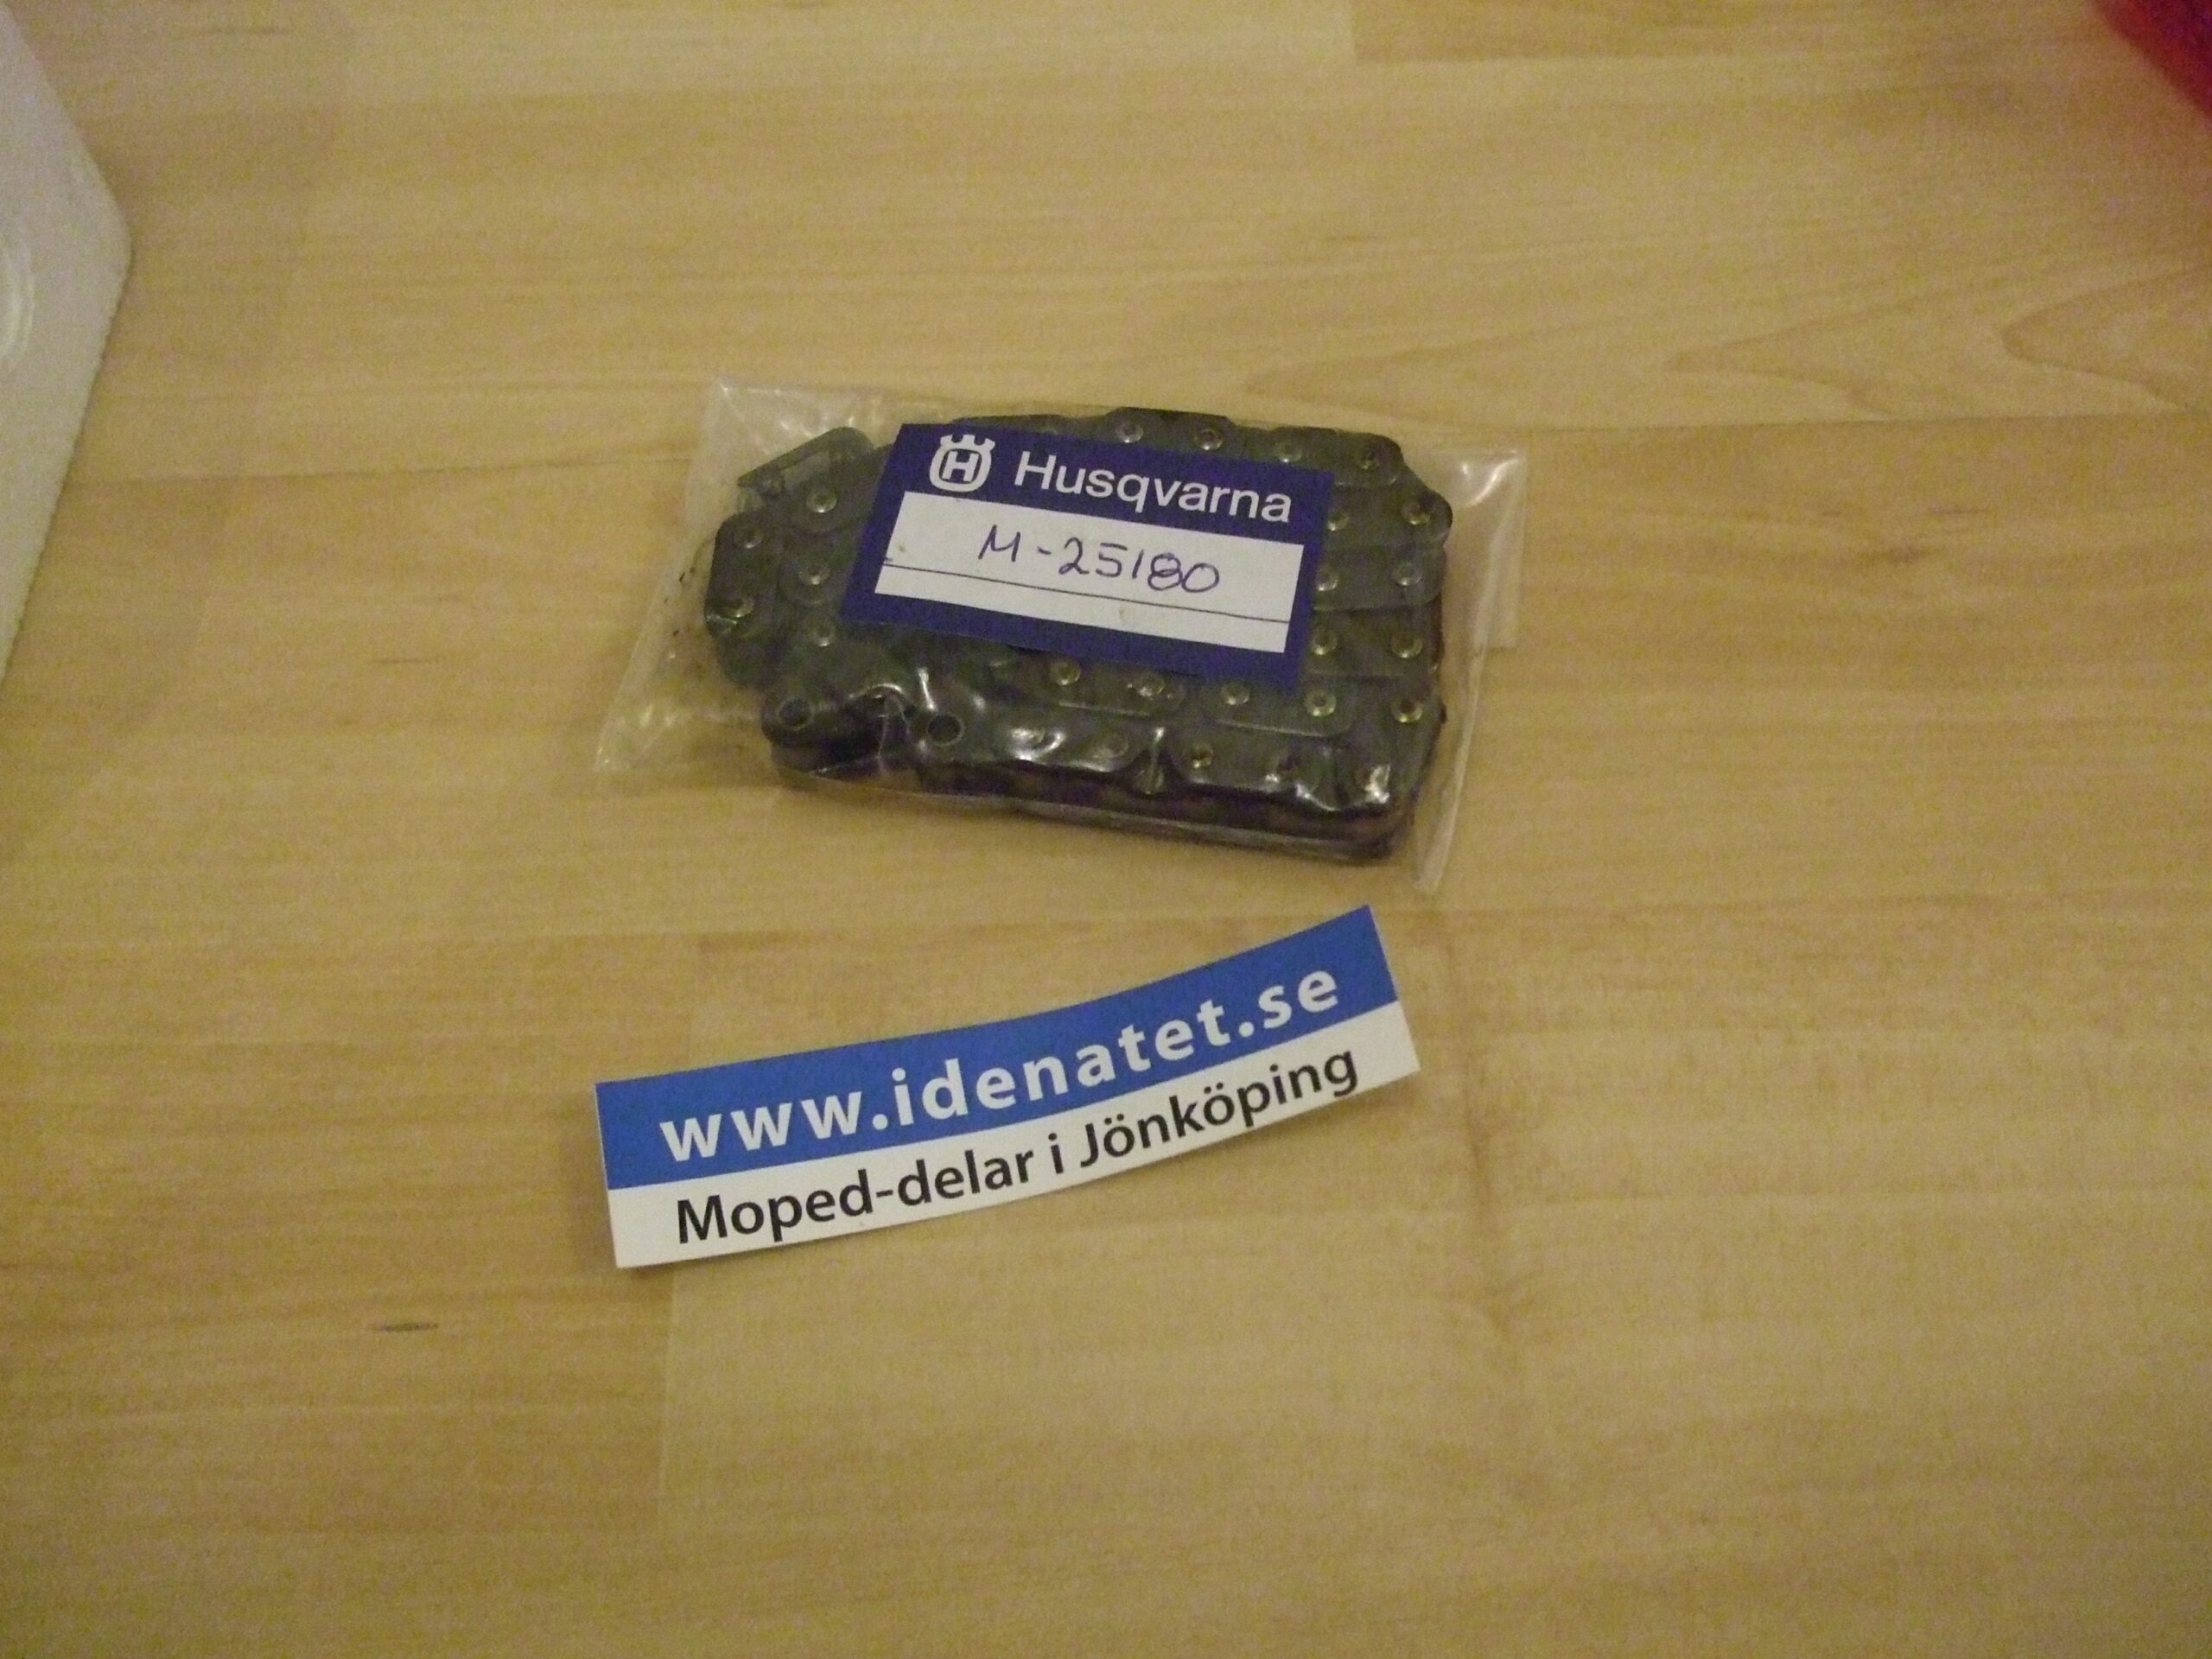 H Husqvarna
M-25180
www.idenatet.se
Moped-delar i Jönköping